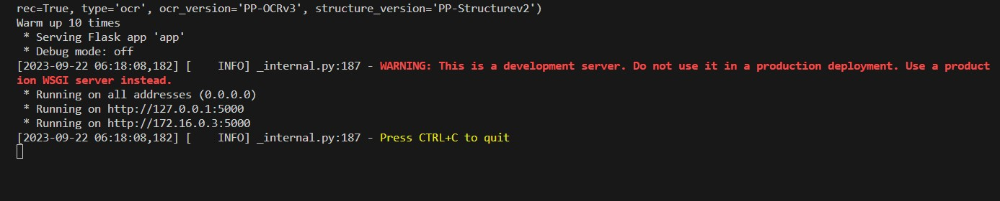 rec=True, type='ocr', ocr_version='PP-OCRv3', structure_version='PP-Structurev2')
Warm up 10 times
 * Serving Flask app 'app'
 * Debug mode: off
[2023-09-22 06:18:08,182] [    INFO] _internal.py:187 - WARNING: This is a development server. Do not use it in a production deployment. Use a product
ion WSGI server instead.
 * Running on all addresses (0.0.0.0)
 * Running on http://127.0.0.1:5000
 * Running on http://172.16.0.3:5000
[2023-09-22 06:18:08,182] [    INFO] _internal.py:187 - Press CTRL+C to quit